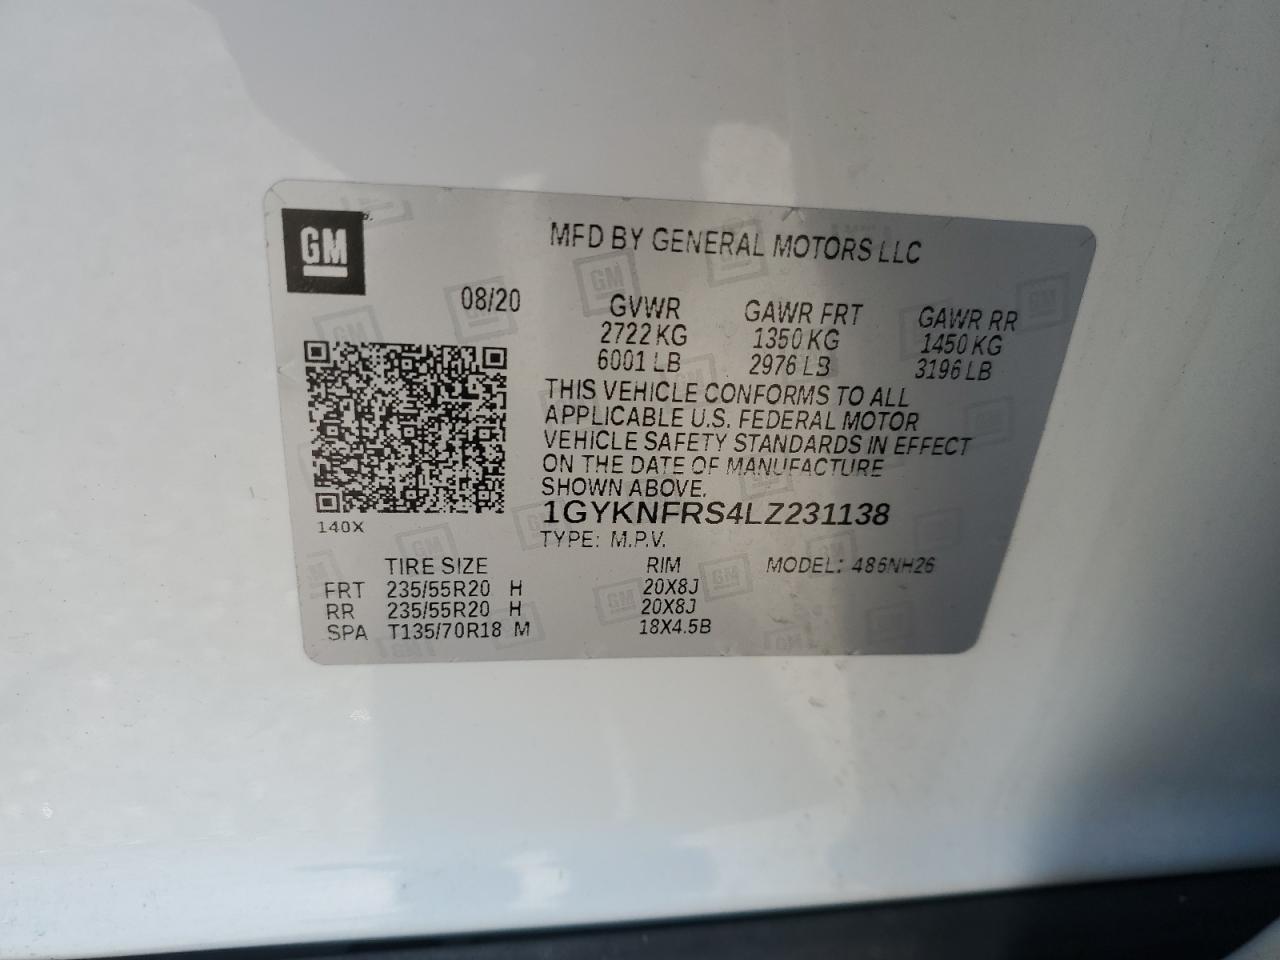 GM
MFD BY GENERAL MOTORS LLC
08/20
GVWR GAWR FRT GAWR RR
2722 KG 1350 KG 1450 KG
6001 LB 2976 LB 3196 LB
THIS VEHICLE CONFORMS TO ALL
APPLICABLE U.S. FEDERAL MOTOR
VEHICLE SAFETY STANDARDS IN EFFECT
ON THE DATE OF MANUFACTURE
SHOWN ABOVE.
140X
1GYKNFRS4LZ231138
TYPE: M.P.V.
TIRE SIZE RIM MODEL: 486NH26
FRT 235/55R20 H 20X8J
RR 235/55R20 H 20X8J
SPA T135/70R18 M 18X4.5B